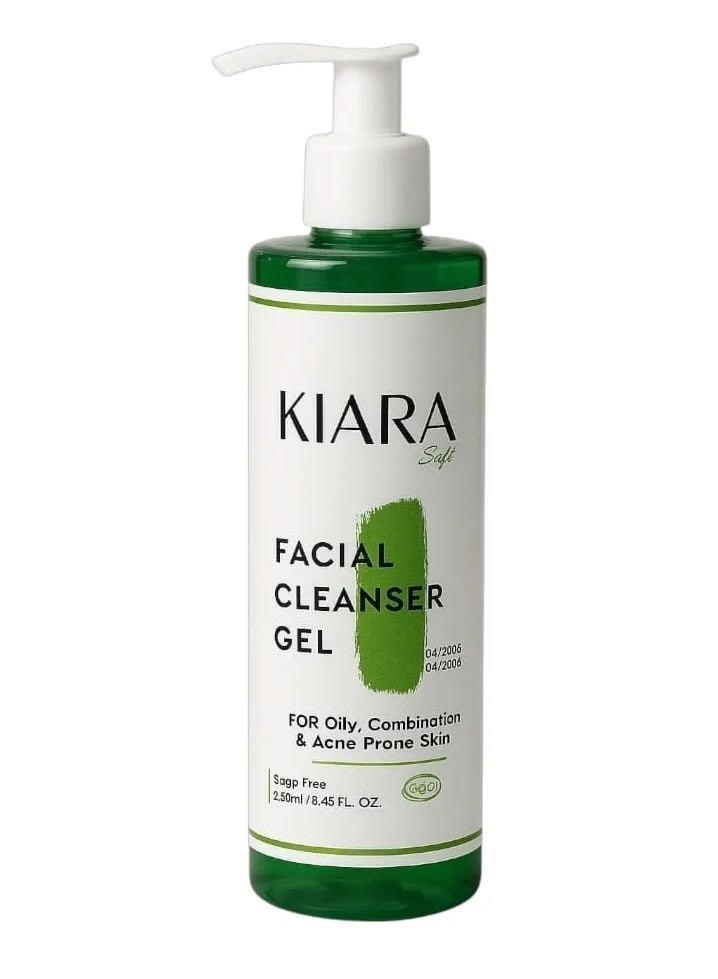 KIARA
Saft
FACIAL
CLEANSER
GEL
04/2006
04/2006
FOR Oily, Combination
& Acne Prone Skin
Sagp Free
2.50ml / 8.45 FL. OZ.